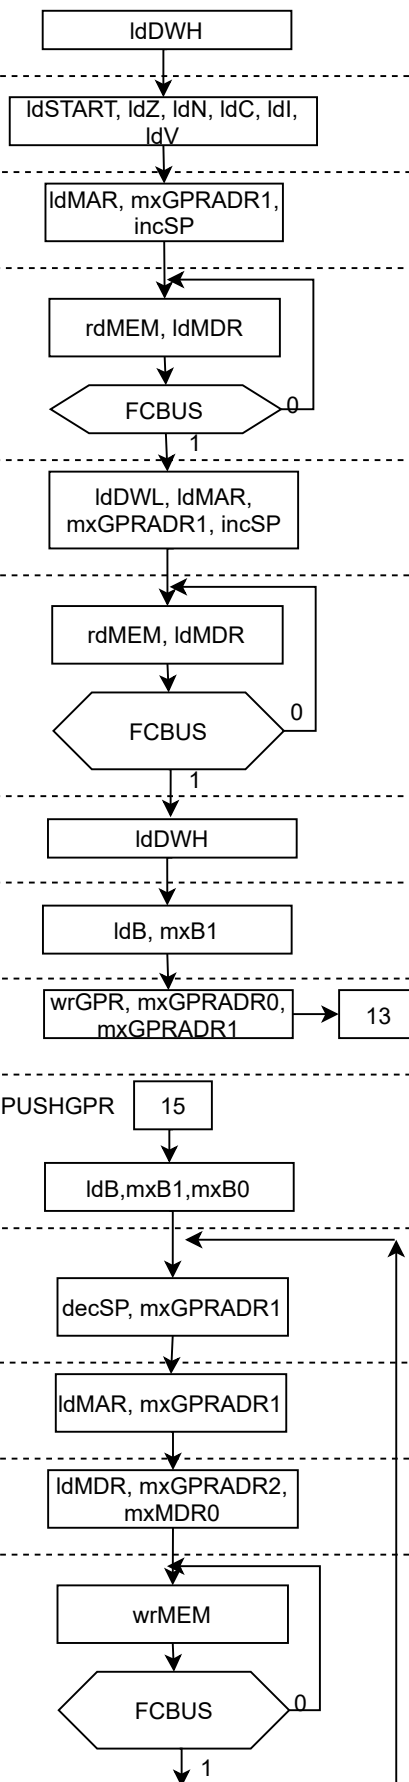 ldDWH
ldSTART, ldZ, ldN, ldC, ldI,
ldV
ldMAR, mxGPRADR1,
incSP
rdMEM, ldMDR
FCBUS
0
1
ldDWL, ldMAR,
mxGPRADR1, incSP
rdMEM, ldMDR
0
FCBUS
1
ldDWH
ldB, mxB1
wrGPR, mxGPRADR0,
mxGPRADR1
13
PUSHGPR
15
ldB,mxB1,mxB0
decSP, mxGPRADR1
ldMAR, mxGPRADR1
ldMDR, mxGPRADR2,
mxMDR0
wrMEM
FCBUS
0
1